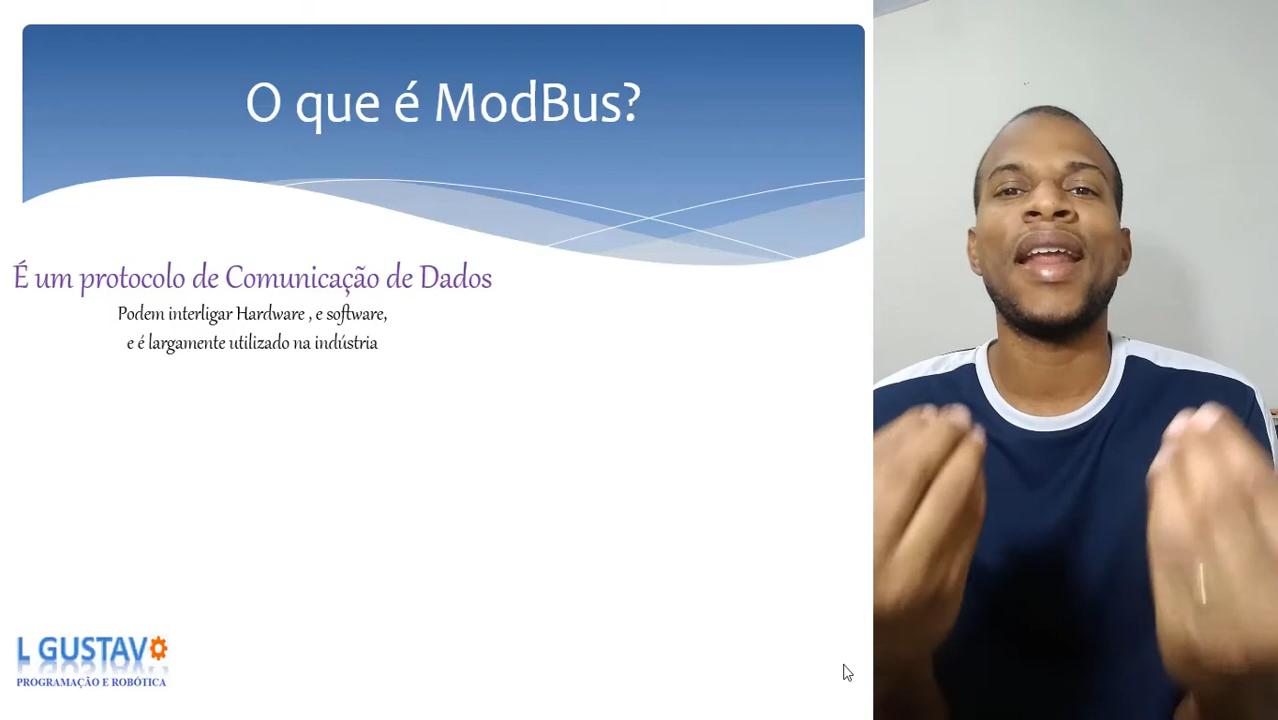 O que é ModBus?
É um protocolo de Comunicação de Dados
Podem interligar Hardware , e software,
e é largamente utilizado na indústria
L GUSTAVO
PROGRAMAÇÃO E ROBÓTICA